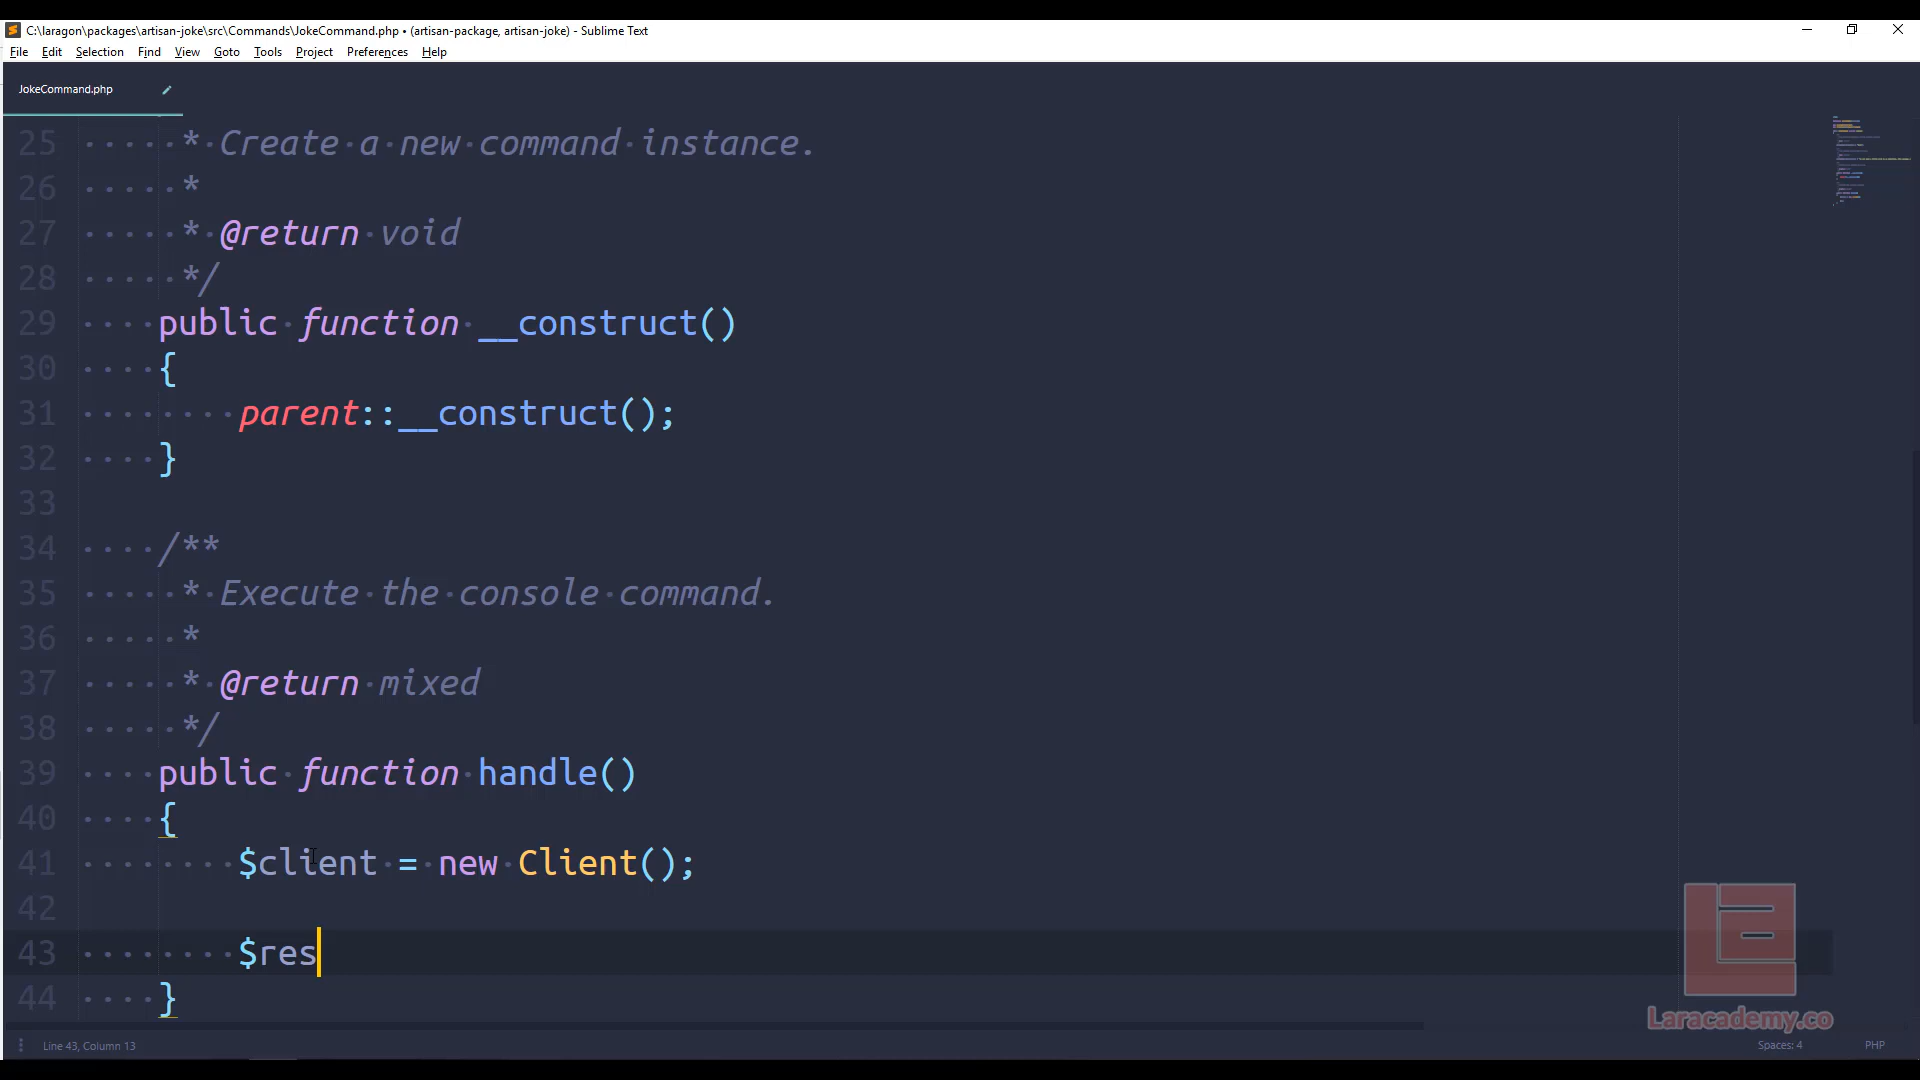 C:\laragon\packages\artisan-joke\src\Commands\JokeCommand.php • (artisan-package, artisan-joke) - Sublime Text
File Edit Selection Find View Goto Tools Project Preferences Help
JokeCommand.php
25 * Create a new command instance.
26 *
27 * @return void
28 */
29 public function __construct()
30 {
31 parent::__construct();
32 }
33
34 /**
35 * Execute the console command.
36 *
37 * @return mixed
38 */
39 public function handle()
40 {
41 $client = new Client();
42
43 $res
44 }
Laracademy.co
Line 43, Column 13 Spaces: 4 PHP